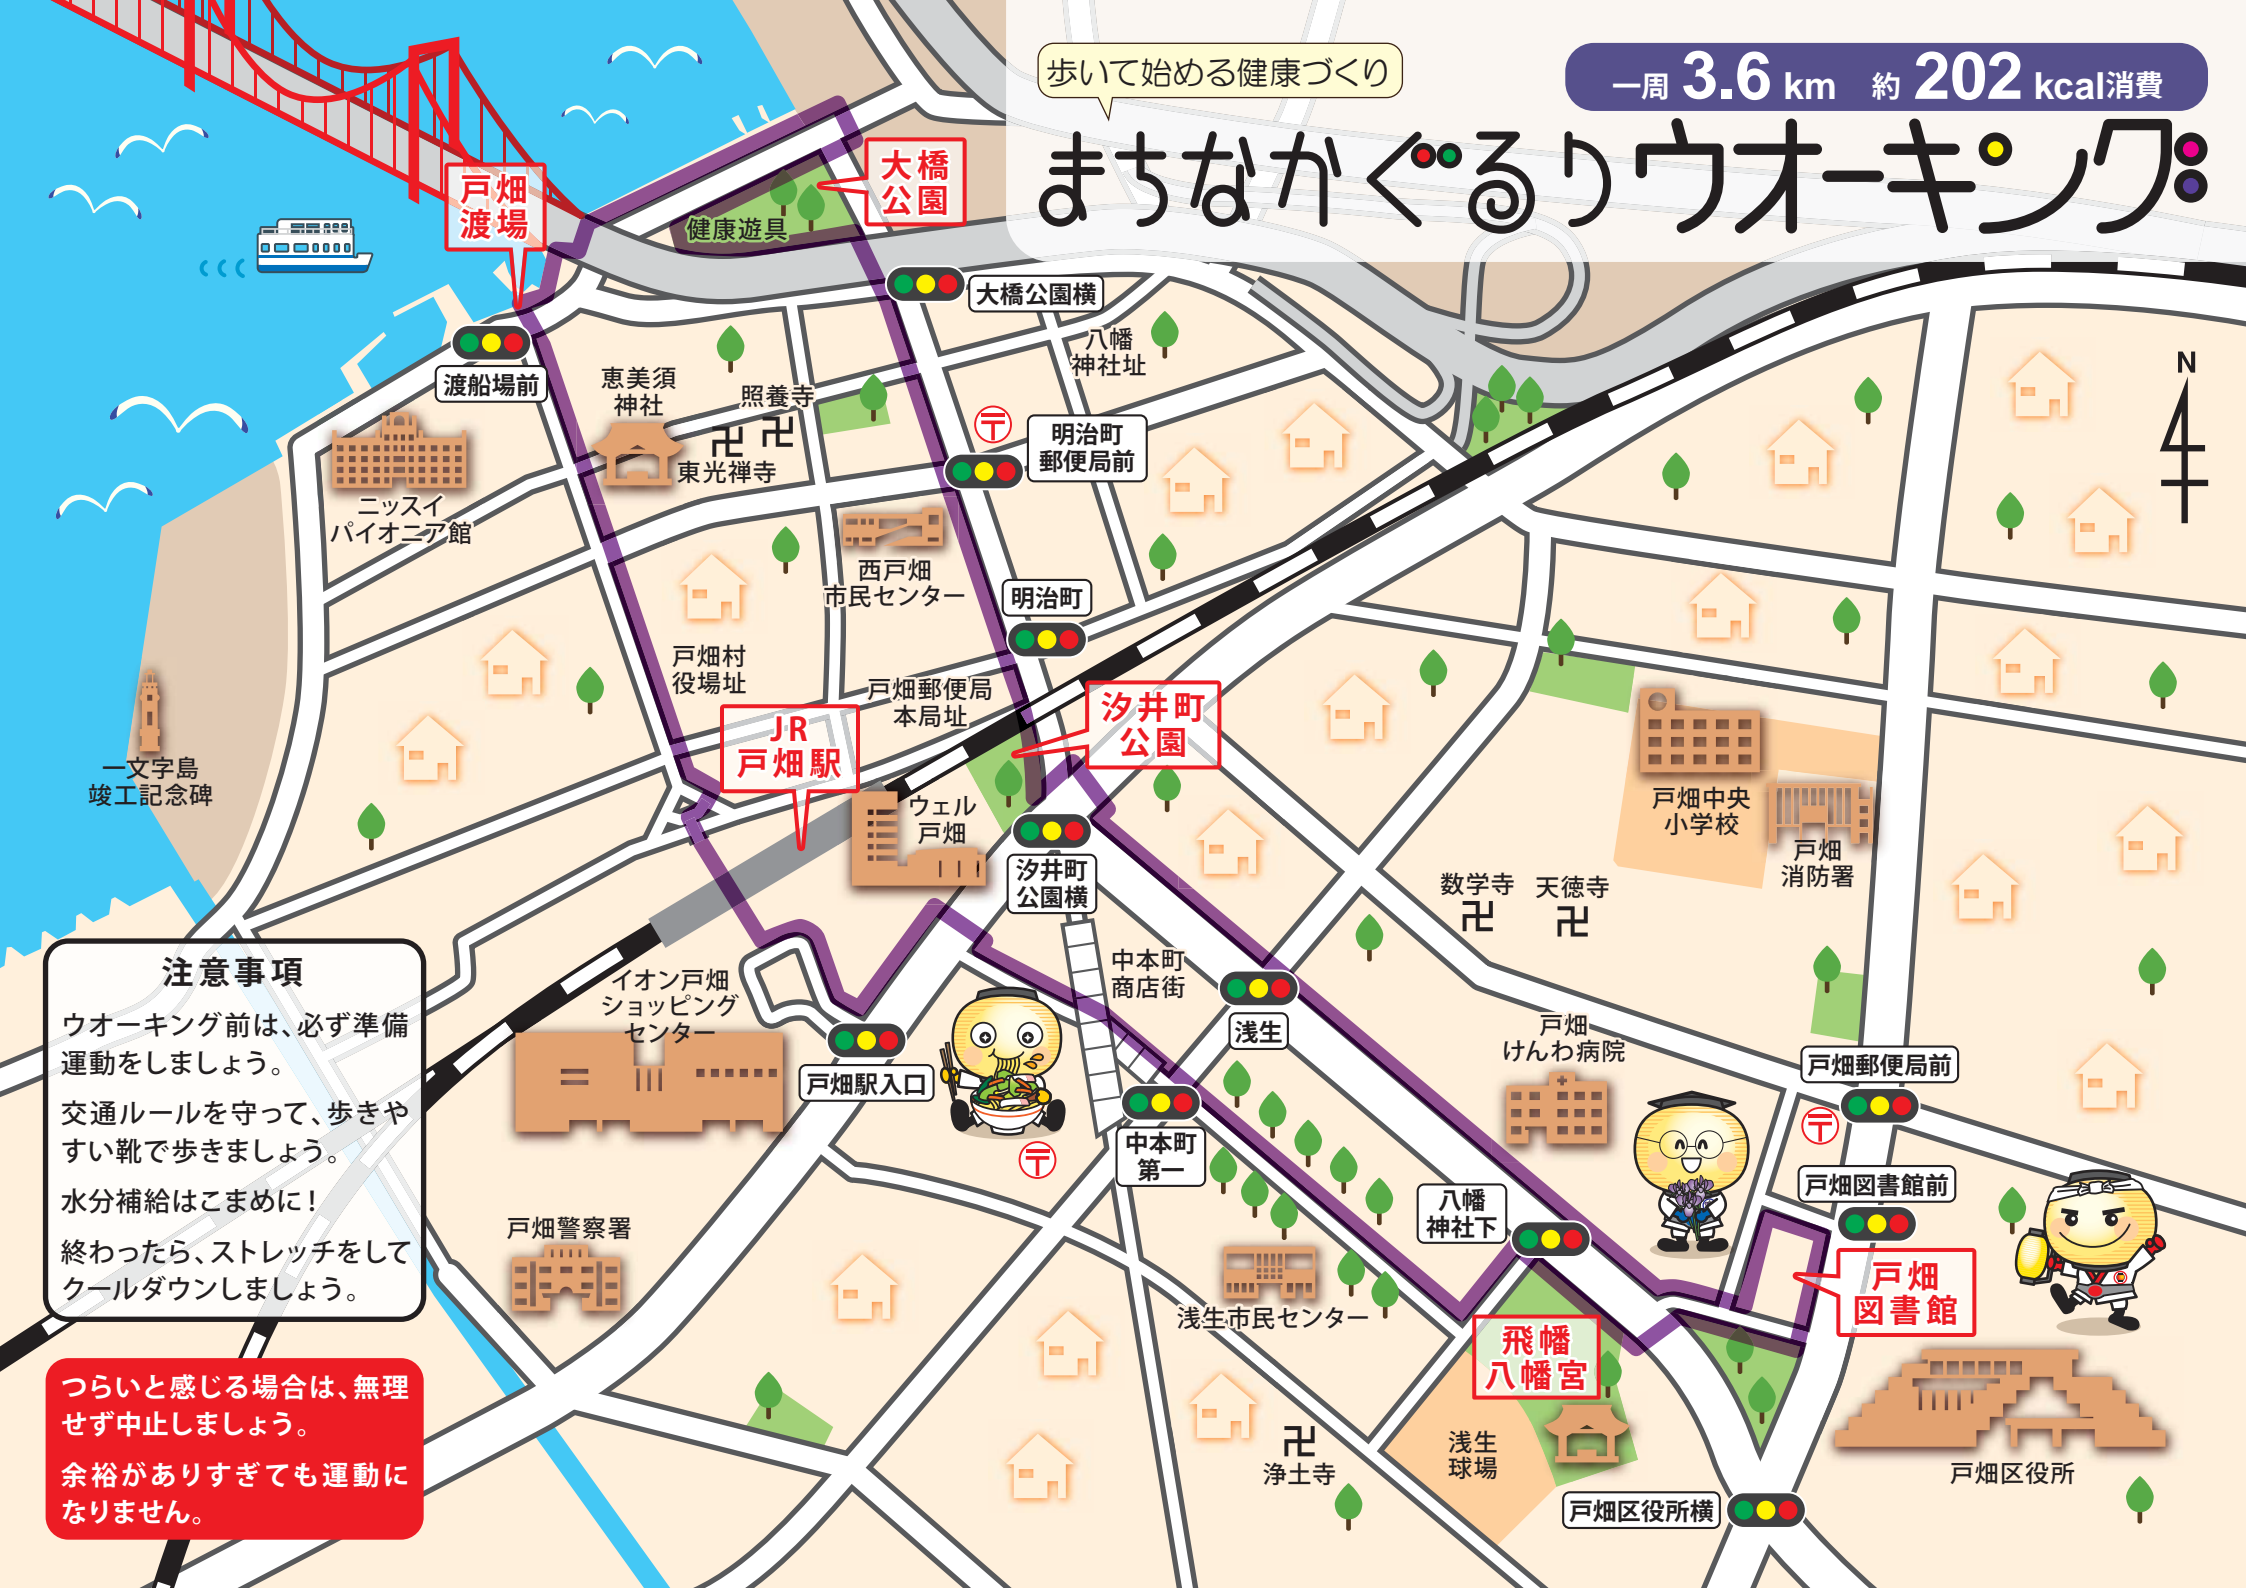 歩いて始める健康づくり
一周 3.6 km 約 202 kcal消費
まちなかぐるりウオーキング
戸畑
渡場
大橋
公園
健康遊具
大橋公園横
八幡
神社址
渡船場前
恵美須
神社
照養寺
東光禅寺
明治町
郵便局前
N
ニッスイ
パイオニア館
西戸畑
市民センター
明治町
戸畑村
役場址
戸畑郵便局
本局址
JR
戸畑駅
汐井町
公園
一文字島
竣工記念碑
ウェル
戸畑
汐井町
公園横
戸畑中央
小学校
戸畑
消防署
数学寺
天徳寺
中本町
商店街
イオン戸畑
ショッピング
センター
浅生
戸畑
けんわ病院
戸畑駅入口
戸畑郵便局前
中本町
第一
八幡
神社下
戸畑図書館前
戸畑警察署
浅生市民センター
戸畑
図書館
飛幡
八幡宮
浅生
球場
浄土寺
戸畑区役所
戸畑区役所横
注意事項
ウオーキング前は、必ず準備
運動をしましょう。
交通ルールを守って、歩きや
すい靴で歩きましょう。
水分補給はこまめに!
終わったら、ストレッチをして
クールダウンしましょう。
つらいと感じる場合は、無理
せず中止しましょう。
余裕がありすぎても運動に
なりません。